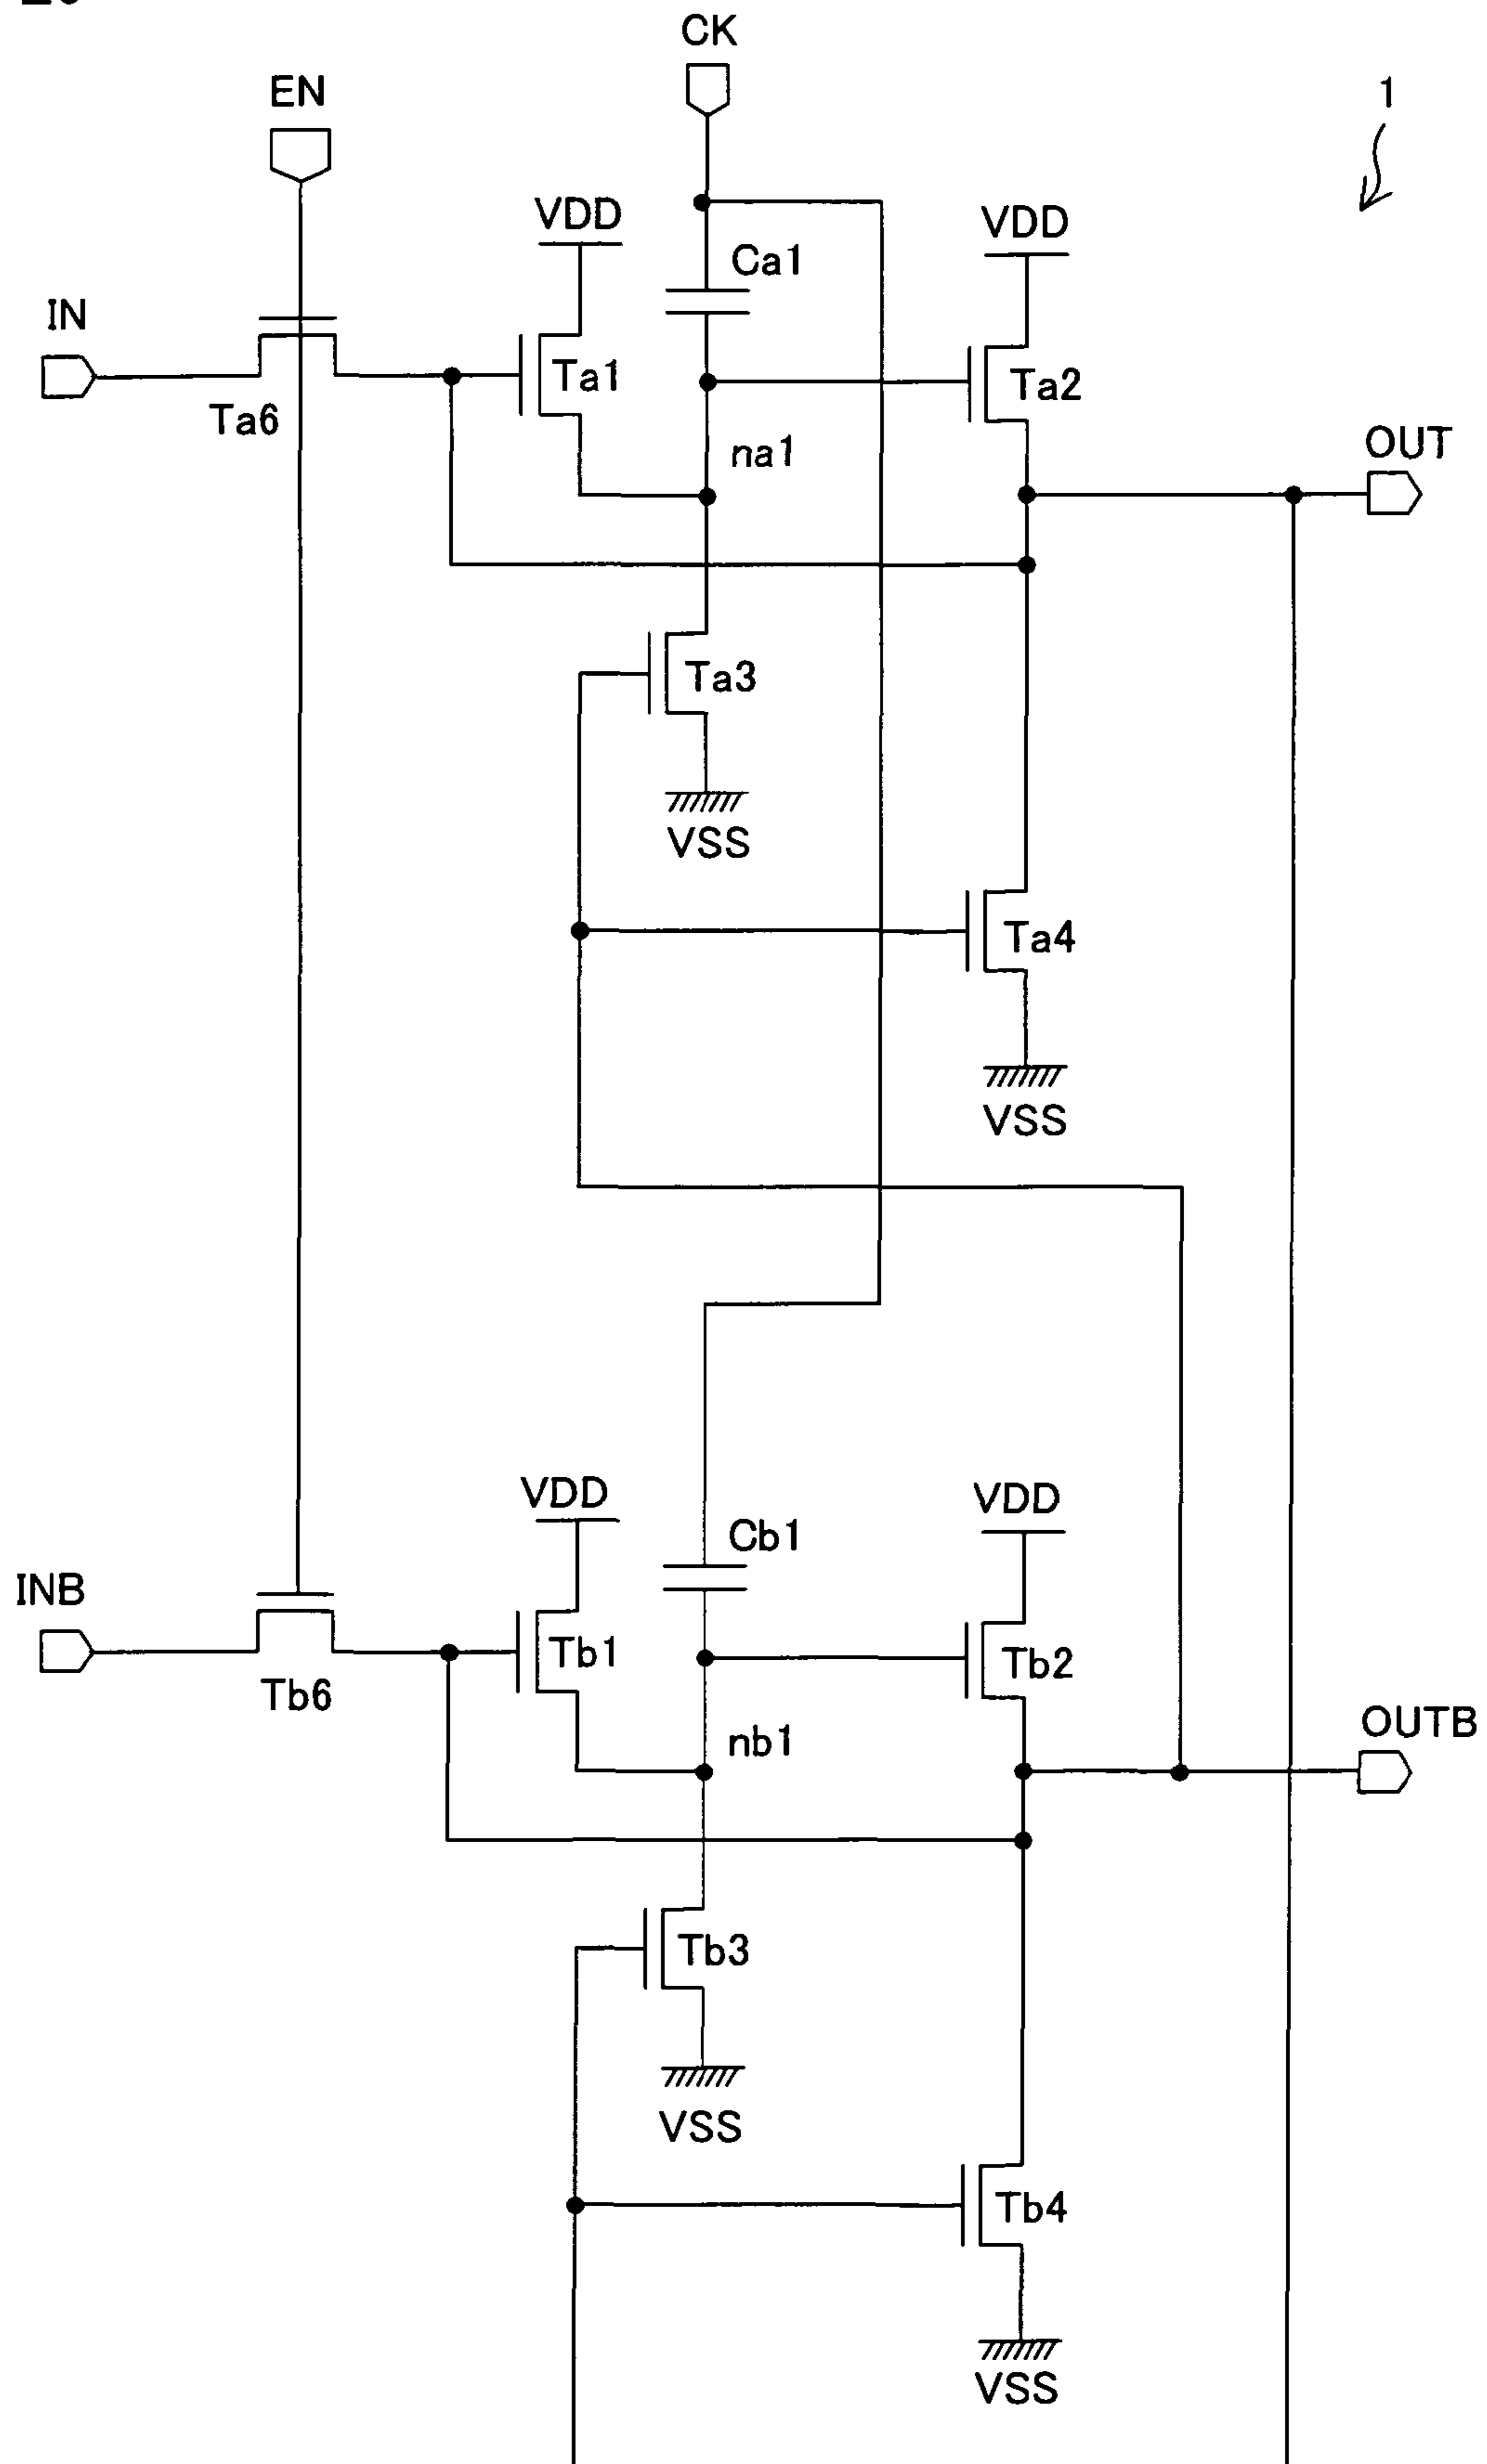 CK
EN
1
VDD
VDD
Ca1
IN
Ta1
Ta2
Ta6
na1
OUT
Ta3
VSS
Ta4
VSS
VDD
VDD
Cb1
INB
Tb1
Tb2
Tb6
nb1
OUTB
Tb3
VSS
Tb4
VSS